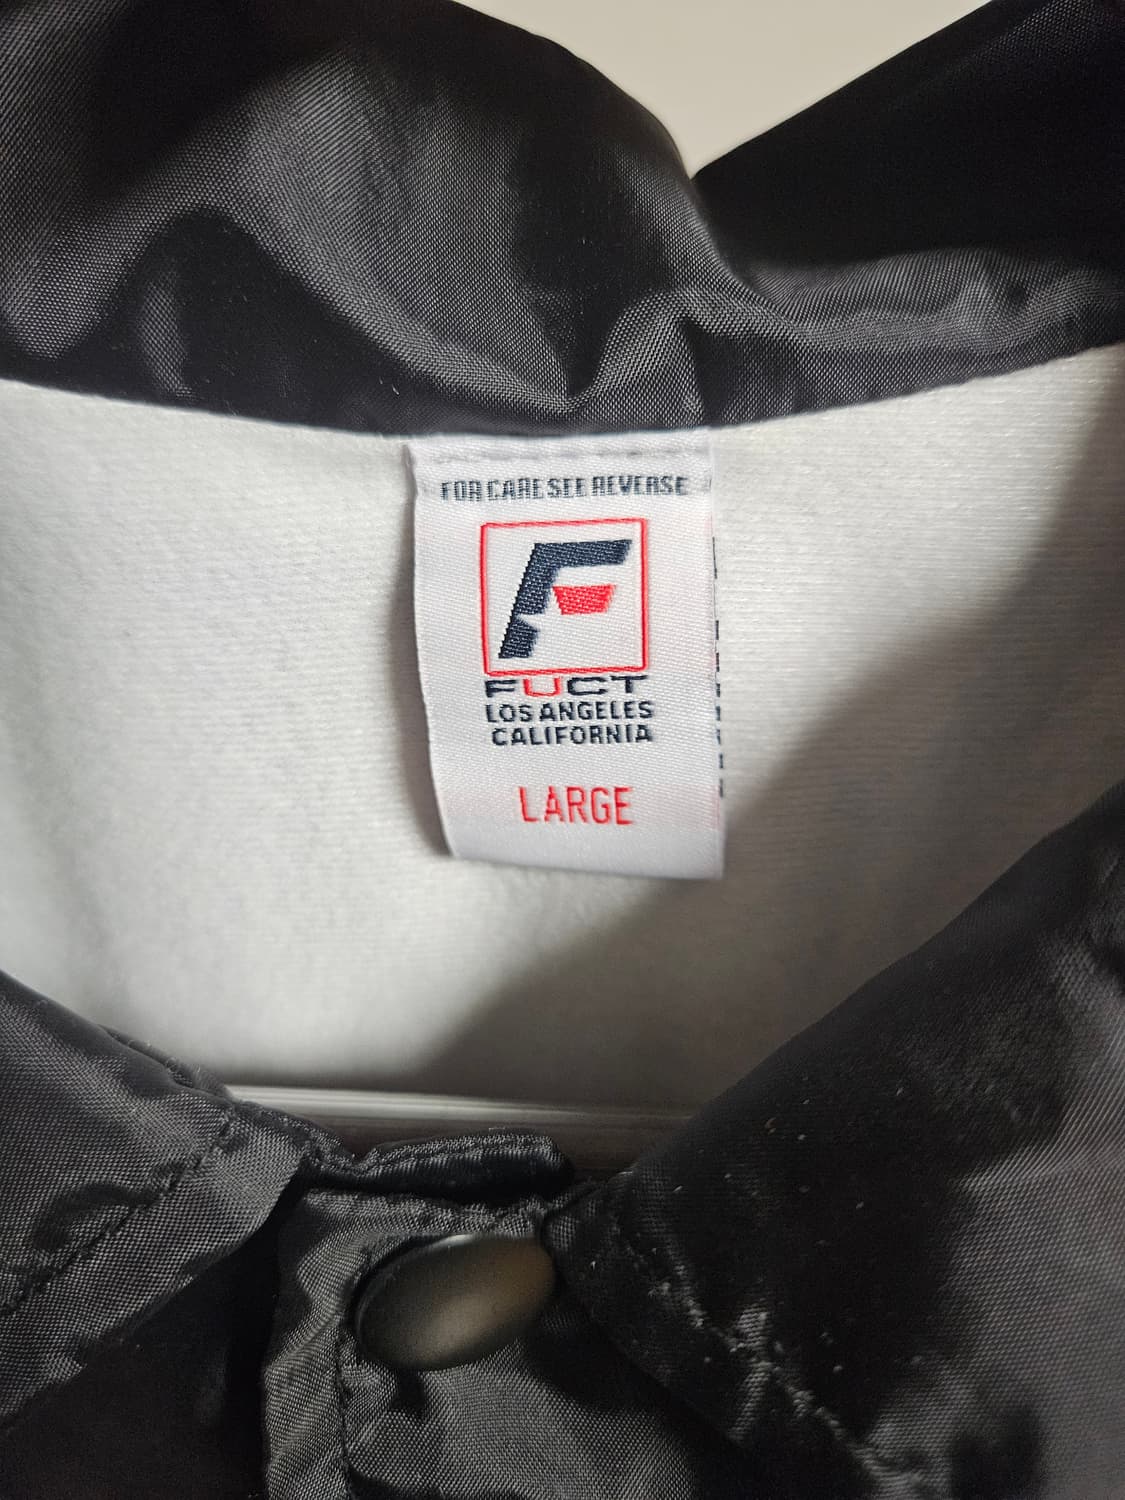 FOR CARE SEE REVERSE
F
FUCT
LOS ANGELES
CALIFORNIA
LARGE